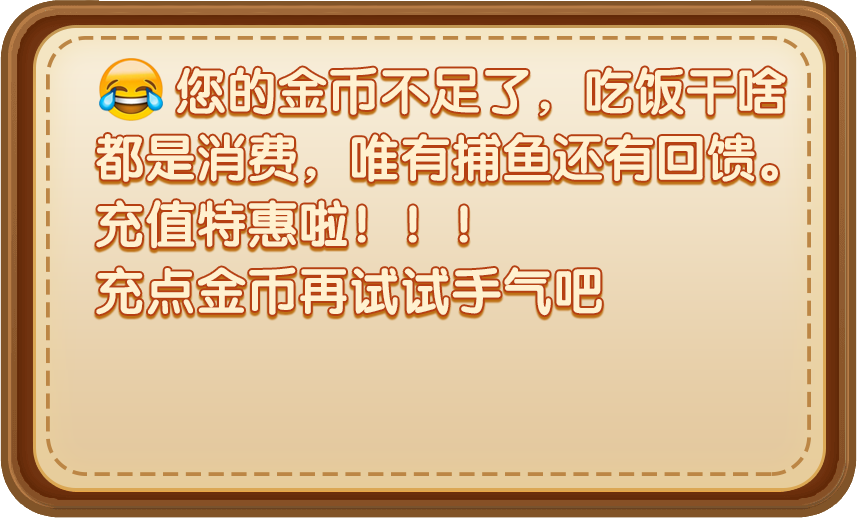 😂您的金币不足了，吃饭干啥
都是消费，唯有捕鱼还有回馈。
充值特惠啦！！！
充点金币再试试手气吧